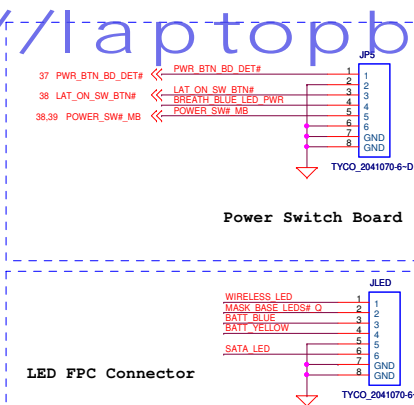 //laptopb
JP5
37 PWR_BTN_BD_DET# PWR_BTN_BD_DET# 1 1
2 2
38 LAT_ON_SW_BTN# LAT_ON_SW_BTN# 3 3
BREATH_BLUE_LED_PWR 4 4
38,39 POWER_SW#_MB POWER_SW#_MB 5 5
6 6
7 GND
8 GND
TYCO_2041070-6~D
Power Switch Board
JLED
WIRELESS_LED 1 1
MASK_BASE_LEDS#_Q 2 2
BATT_BLUE 3 3
BATT_YELLOW 4 4
5 5
SATA_LED 6 6
7 GND
8 GND
LED FPC Connector
TYCO_2041070-6~